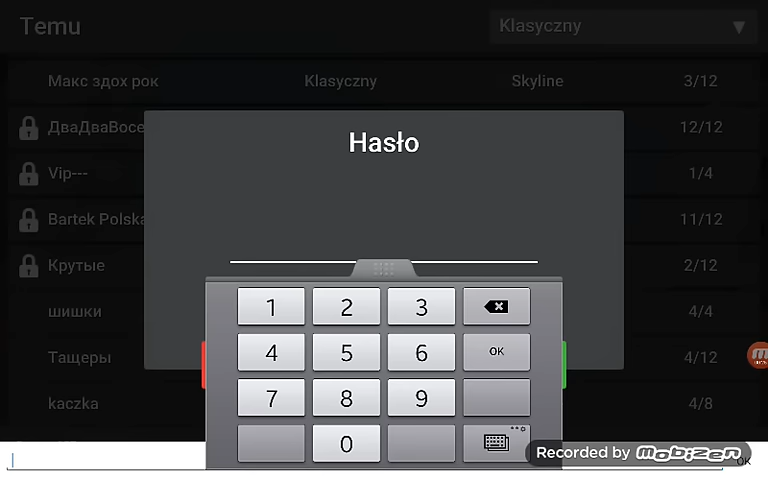 Temu
Klasyczny
Макс здох рок Klasyczny Skyline 3/12
ДваДваВосе 12/12
Vip--- 1/4
Bartek Polska 11/12
Крутые 2/12
шишки 4/4
Тащеры 4/12
kaczka 4/8
Hasło
1 2 3
4 5 6 OK
7 8 9
0
Recorded by mobizen
OK